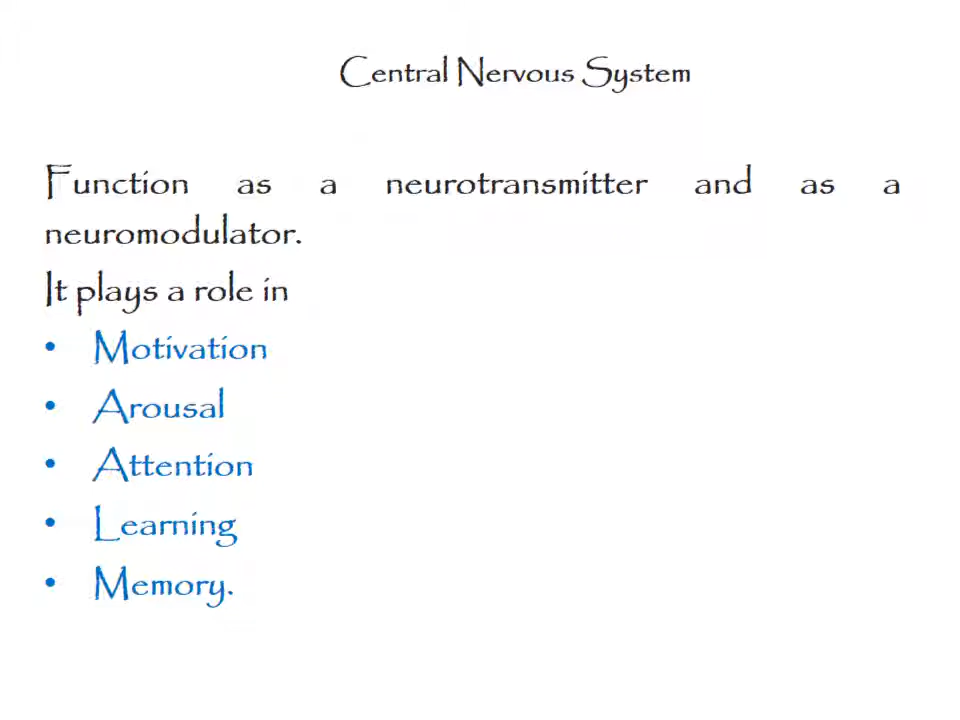 Central Nervous System
Function as a neurotransmitter and as a
neuromodulator.
It plays a role in
• Motivation
• Arousal
• Attention
• Learning
• Memory.